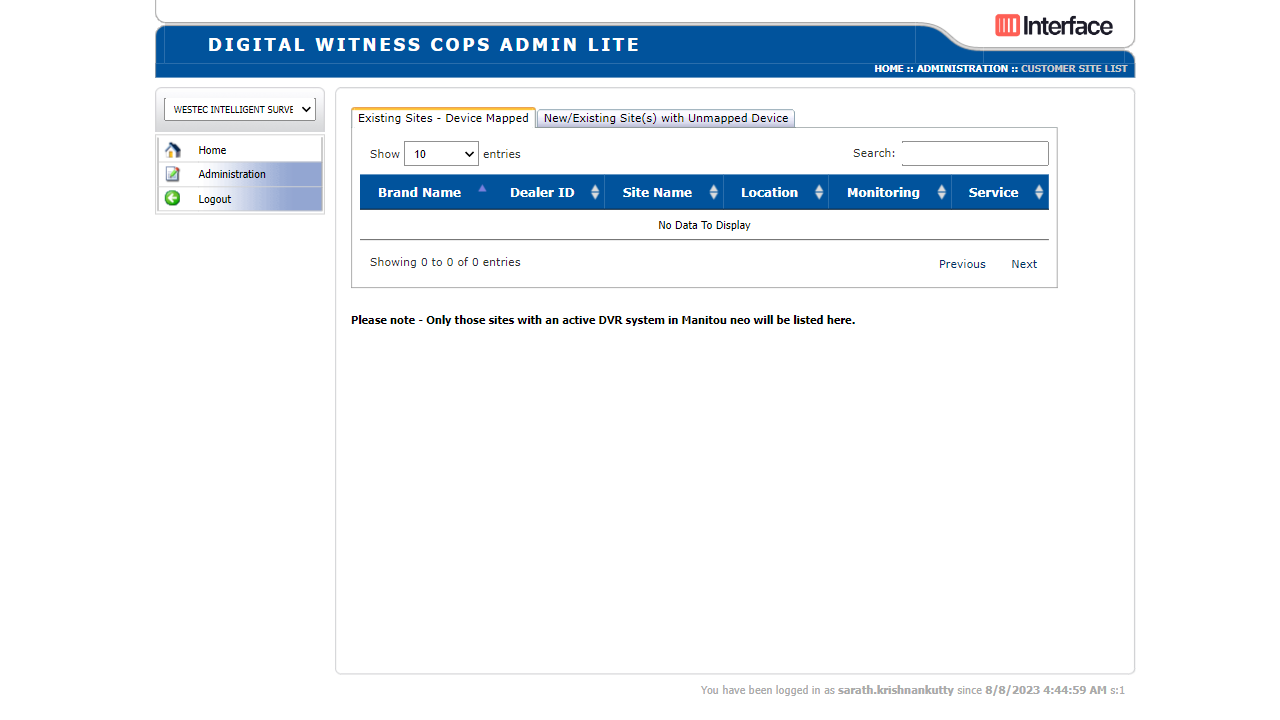 Interface
DIGITAL WITNESS COPS ADMIN LITE
HOME :: ADMINISTRATION :: CUSTOMER SITE LIST
WESTEC INTELLIGENT SURVE
Home
Administration
Logout
Existing Sites - Device Mapped New/Existing Site(s) with Unmapped Device
Show 10 entries Search:
Brand Name Dealer ID Site Name Location Monitoring Service
No Data To Display
Showing 0 to 0 of 0 entries Previous Next
Please note - Only those sites with an active DVR system in Manitou neo will be listed here.
You have been logged in as sarath.krishnankutty since 8/8/2023 4:44:59 AM s:1